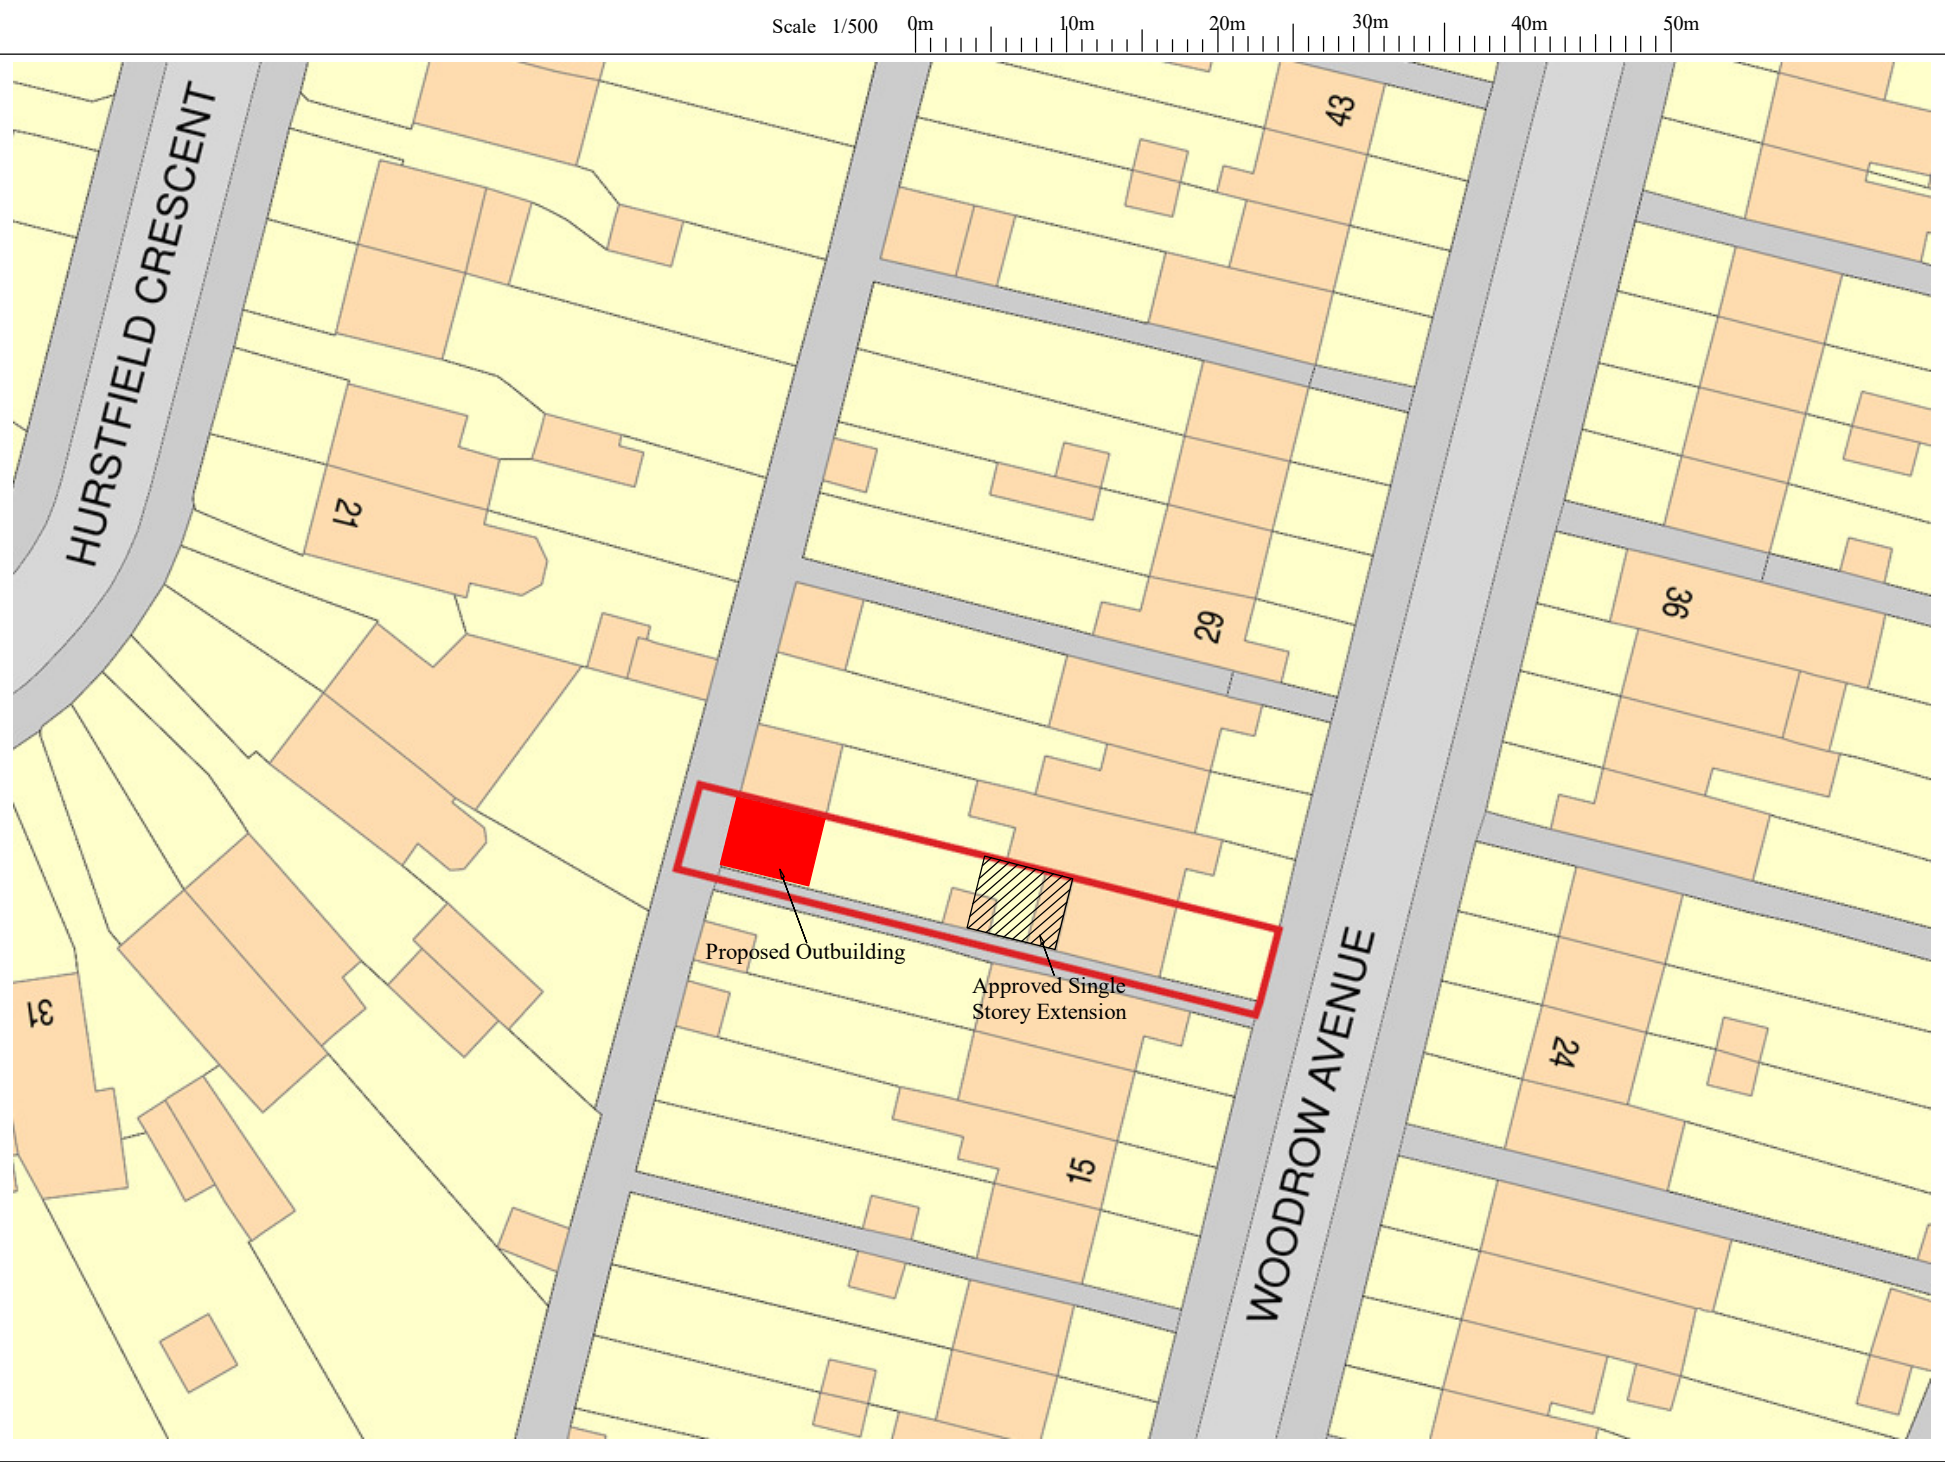 Scale 1/500 0m 10m 20m 30m 40m 50m
HURSTFIELD CRESCENT
43
21
29
36
Proposed Outbuilding
Approved Single
Storey Extension
31
24
15
WOODROW AVENUE